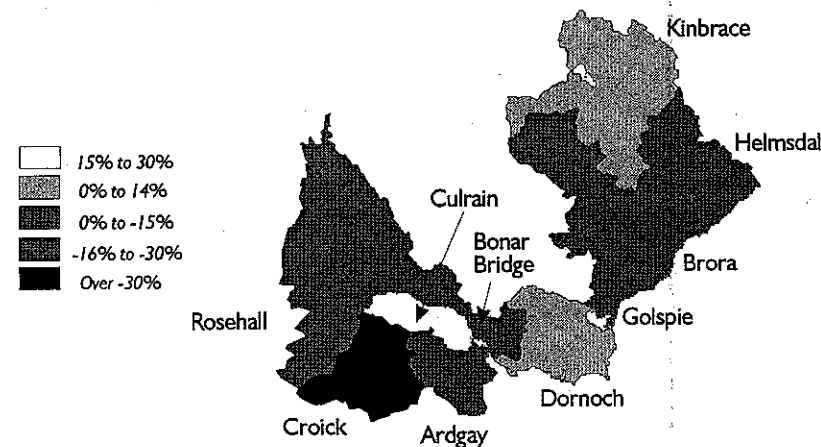 Kinbrace
Helmsdal
15% to 30%
0% to 14%
0% to -15%
-16% to -30%
Over -30%
Culrain
Bonar
Bridge
Brora
Rosehall
Golspie
Dornoch
Croick
Ardgay